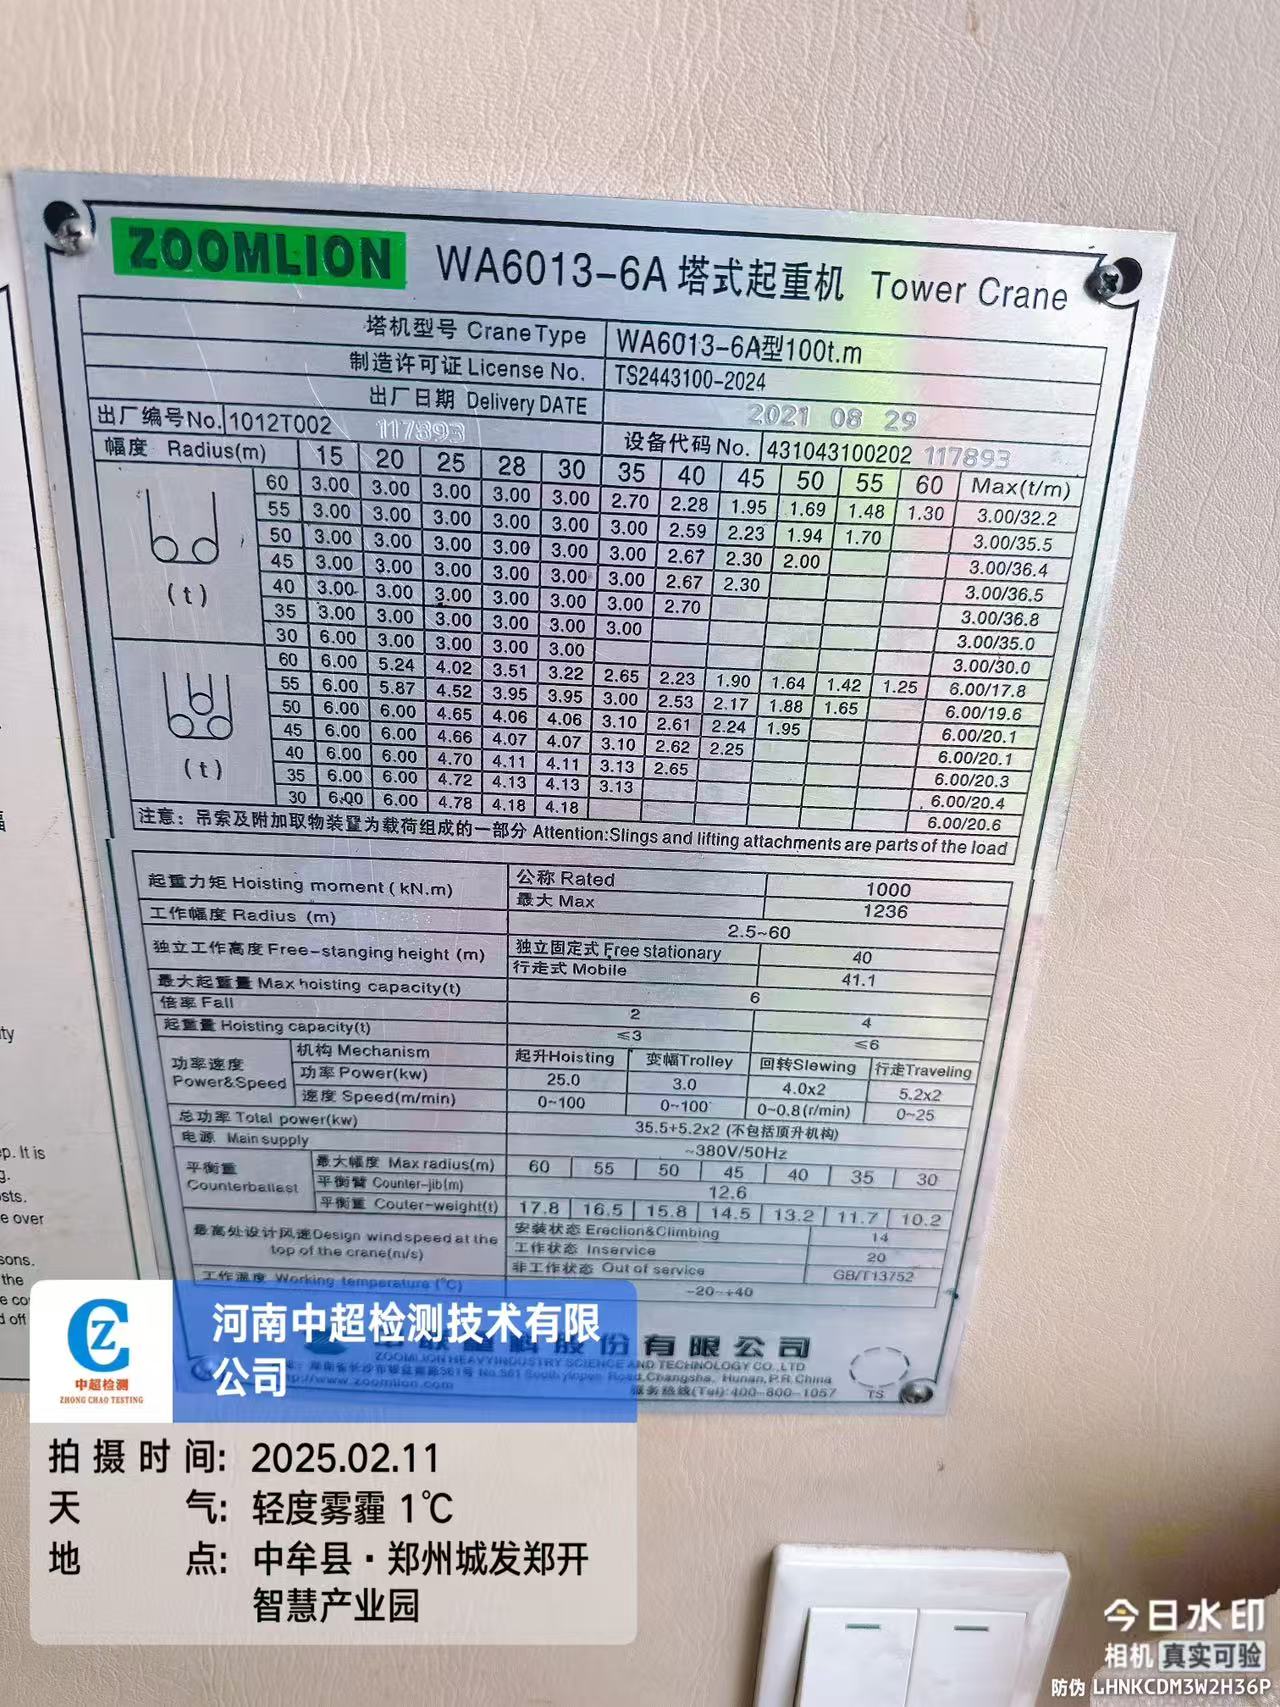 ZOOMLION WA6013-6A 塔式起重机 Tower Crane
塔机型号 Crane Type WA6013-6A型100t.m
制造许可证 License No. TS2443100-2024
出厂日期 Delivery DATE 2021 08 29
出厂编号No. 1012T002 117893 设备代码 No. 431043100202 117893
幅度 Radius(m) 15 20 25 28 30 35 40 45 50 55 60 Max(t/m)
60 3.00 3.00 3.00 3.00 3.00 2.70 2.28 1.95 1.69 1.48 1.30 3.00/32.2
55 3.00 3.00 3.00 3.00 3.00 3.00 2.59 2.23 1.94 1.70 3.00/35.5
50 3.00 3.00 3.00 3.00 3.00 3.00 2.67 2.30 2.00 3.00/36.4
45 3.00 3.00 3.00 3.00 3.00 3.00 2.67 2.30 3.00/36.5
40 3.00 3.00 3.00 3.00 3.00 3.00 2.70 3.00/36.8
35 3.00 3.00 3.00 3.00 3.00 3.00 3.00/35.0
30 6.00 3.00 3.00 3.00 3.00 3.00/30.0
(t)
60 6.00 5.24 4.02 3.51 3.22 2.65 2.23 1.90 1.64 1.42 1.25 6.00/17.8
55 6.00 5.87 4.52 3.95 3.95 3.00 2.53 2.17 1.88 1.65 6.00/19.6
50 6.00 6.00 4.65 4.06 4.06 3.10 2.61 2.24 1.95 6.00/20.1
45 6.00 6.00 4.66 4.07 4.07 3.10 2.62 2.25 6.00/20.1
40 6.00 6.00 4.70 4.11 4.11 3.13 2.65 6.00/20.3
35 6.00 6.00 4.72 4.13 4.13 3.13 6.00/20.4
30 6.00 6.00 4.78 4.18 4.18 6.00/20.6
(t)
注意：吊索及附加取物装置为载荷组成的一部分 Attention:Slings and lifting attachments are parts of the load
起重力矩 Hoisting moment ( kN.m) 公称 Rated 1000
最大 Max 1236
工作幅度 Radius (m) 2.5~60
独立工作高度 Free-stanging height (m) 独立固定式 Free stationary 40
行走式 Mobile 41.1
最大起重量 Max hoisting capacity(t) 6
倍率 Fall 2 4
起重量 Hoisting capacity(t) ≤3 ≤6
功率速度 Power&Speed 机构 Mechanism 起升Hoisting 变幅Trolley 回转Slewing 行走Traveling
功率 Power(kw) 25.0 3.0 4.0x2 5.2x2
速度 Speed(m/min) 0~100 0~100 0~0.8(r/min) 0~25
总功率 Total power(kw) 35.5+5.2x2 (不包括顶升机构)
电源 Main supply ~380V/50Hz
平衡重 Counterballast 最大幅度 Max radius(m) 60 55 50 45 40 35 30
平衡臂 Counter-jib(m) 12.6
平衡重 Couter-weight(t) 17.8 16.5 15.8 14.5 13.2 11.7 10.2
最高处设计风速Design windspeed at the top of the crane(m/s) 安装状态 Ereclion&Climbing 14
工作状态 Inservice 20
非工作状态 Out of service GB/T13752
工作温度 Working temperature (°C) -20~+40
股份有限公司
ZOOMLION HEAVY INDUSTRY SCIENCE AND TECHNOLOGY CO.,LTD
Road,Changsha, Hunan,P.R.China
www.zoomlion.com 服务热线(Tel):400-800-1057 TS
ty
p. It is
g.
sts.
e over
sons.
the
e co
d off
CZ
中超检测
ZHONG CHAO TESTING
河南中超检测技术有限
公司
拍摄时间: 2025.02.11
天气: 轻度雾霾 1℃
地点: 中牟县·郑州城发郑开
智慧产业园
今日水印
相机 真实可验
防伪 LHNKCDM3W2H36P